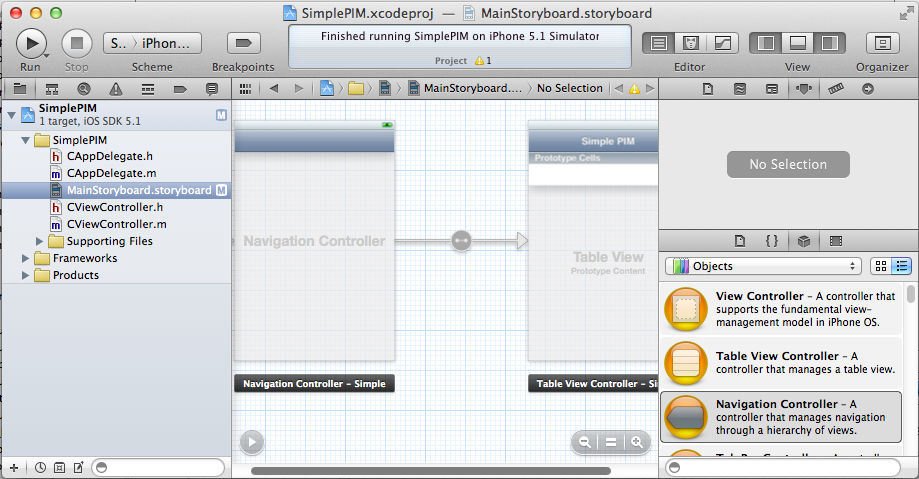 SimplePIM.xcodeproj — MainStoryboard.storyboard
Run
Stop
S... iPhon...
Scheme
Breakpoints
Finished running SimplePIM on iPhone 5.1 Simulator
Project 1
Editor
View
Organizer
MainStoryboard.... No Selection
SimplePIM
1 target, iOS SDK 5.1
M
SimplePIM
h CAppDelegate.h
m CAppDelegate.m
MainStoryboard.storyboard M
h CViewController.h
m CViewController.m
Supporting Files
Frameworks
Products
Navigation Controller
Navigation Controller – Simple
Simple PIM
Prototype Cells
Table View
Prototype Content
Table View Controller – Si
No Selection
{ }
Objects
View Controller – A controller that
supports the fundamental view-
management model in iPhone OS.
Table View Controller – A
controller that manages a table view.
Navigation Controller – A
controller that manages navigation
through a hierarchy of views.